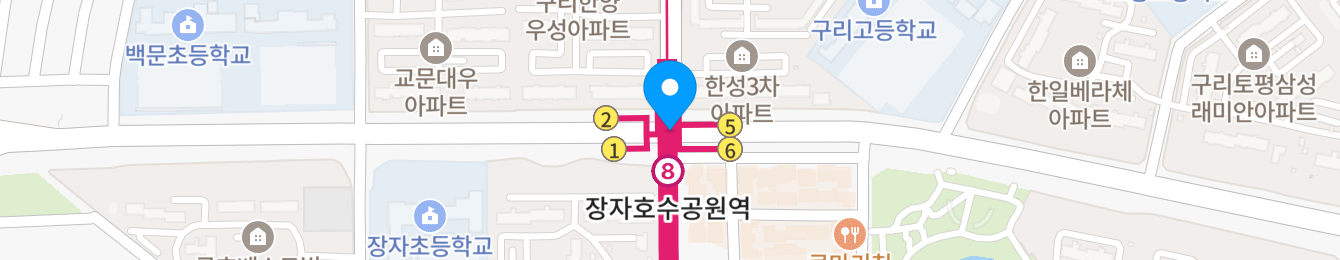 구리한양
우성아파트
백문초등학교
구리고등학교
교문대우
아파트
한성3차
아파트
한일베라체
아파트
구리토평삼성
래미안아파트
2
5
1
6
8
장자호수공원역
장자초등학교